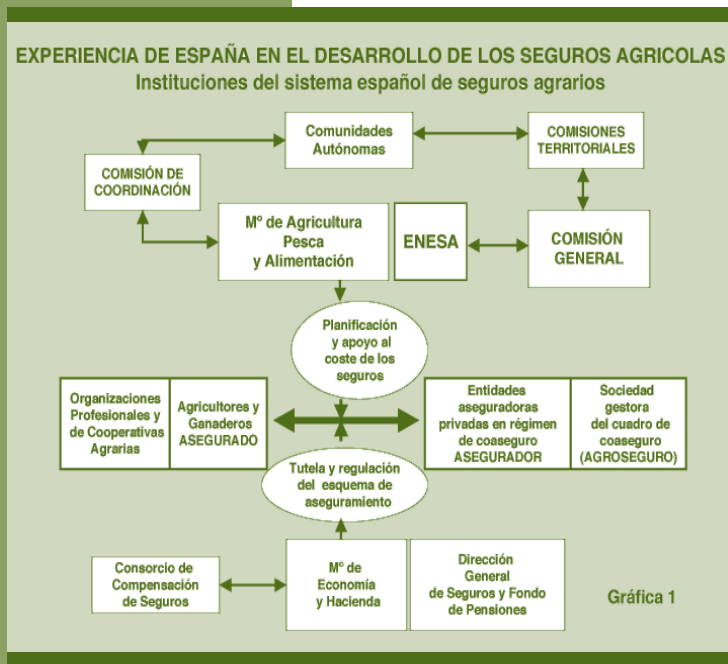 EXPERIENCIA DE ESPAÑA EN EL DESARROLLO DE LOS SEGUROS AGRICOLAS
Instituciones del sistema español de seguros agrarios
Comunidades
Autónomas
COMISIONES
TERRITORIALES
COMISIÓN DE
COORDINACIÓN
Mº de Agricultura
Pesca
y Alimentación
ENESA
COMISIÓN
GENERAL
Planificación
y apoyo al
coste de los
seguros
Organizaciones
Profesionales y
de Cooperativas
Agrarias
Agricultores y
Ganaderos
ASEGURADO
Entidades
aseguradoras
privadas en régimen
de coaseguro
ASEGURADOR
Sociedad
gestora
del cuadro de
coaseguro
(AGROSEGURO)
Tutela y regulación
del esquema de
aseguramiento
Consorcio de
Compensación
de Seguros
Mº de
Economía
y Hacienda
Dirección
General
de Seguros y Fondo
de Pensiones
Gráfica 1